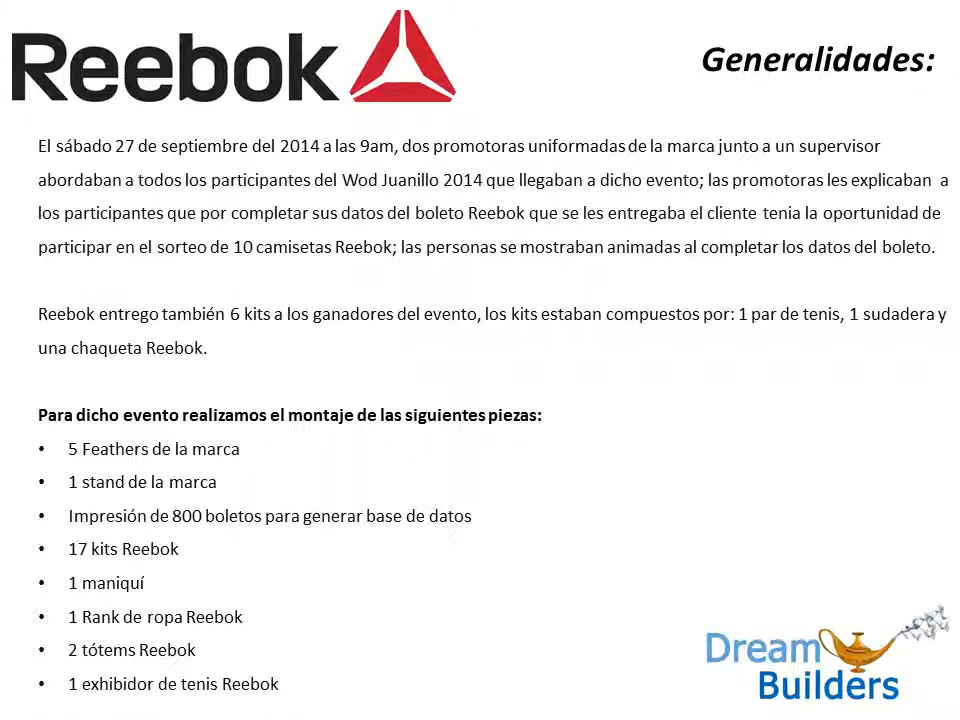 Reebok
Generalidades:
El sábado 27 de septiembre del 2014 a las 9am, dos promotoras uniformadas de la marca junto a un supervisor
abordaban a todos los participantes del Wod Juanillo 2014 que llegaban a dicho evento; las promotoras les explicaban a
los participantes que por completar sus datos del boleto Reebok que se les entregaba el cliente tenia la oportunidad de
participar en el sorteo de 10 camisetas Reebok; las personas se mostraban animadas al completar los datos del boleto.
Reebok entrego también 6 kits a los ganadores del evento, los kits estaban compuestos por: 1 par de tenis, 1 sudadera y
una chaqueta Reebok.
Para dicho evento realizamos el montaje de las siguientes piezas:
• 5 Feathers de la marca
• 1 stand de la marca
• Impresión de 800 boletos para generar base de datos
• 17 kits Reebok
• 1 maniquí
• 1 Rank de ropa Reebok
• 2 tótems Reebok
• 1 exhibidor de tenis Reebok
Dream
Builders